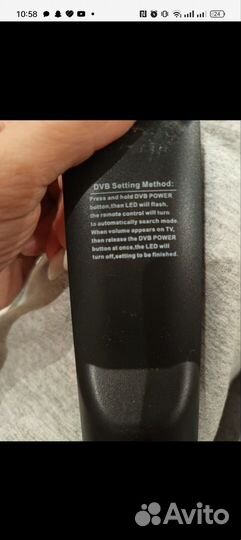 10:58
24
DVB Setting Method:
Press and hold DVB POWER
button,then LED will flash,
the remote control will turn
to automatically search mode.
When volume appears on TV,
then release the DVB POWER
button at once,the LED will
turn off,setting to be finished.
Avito